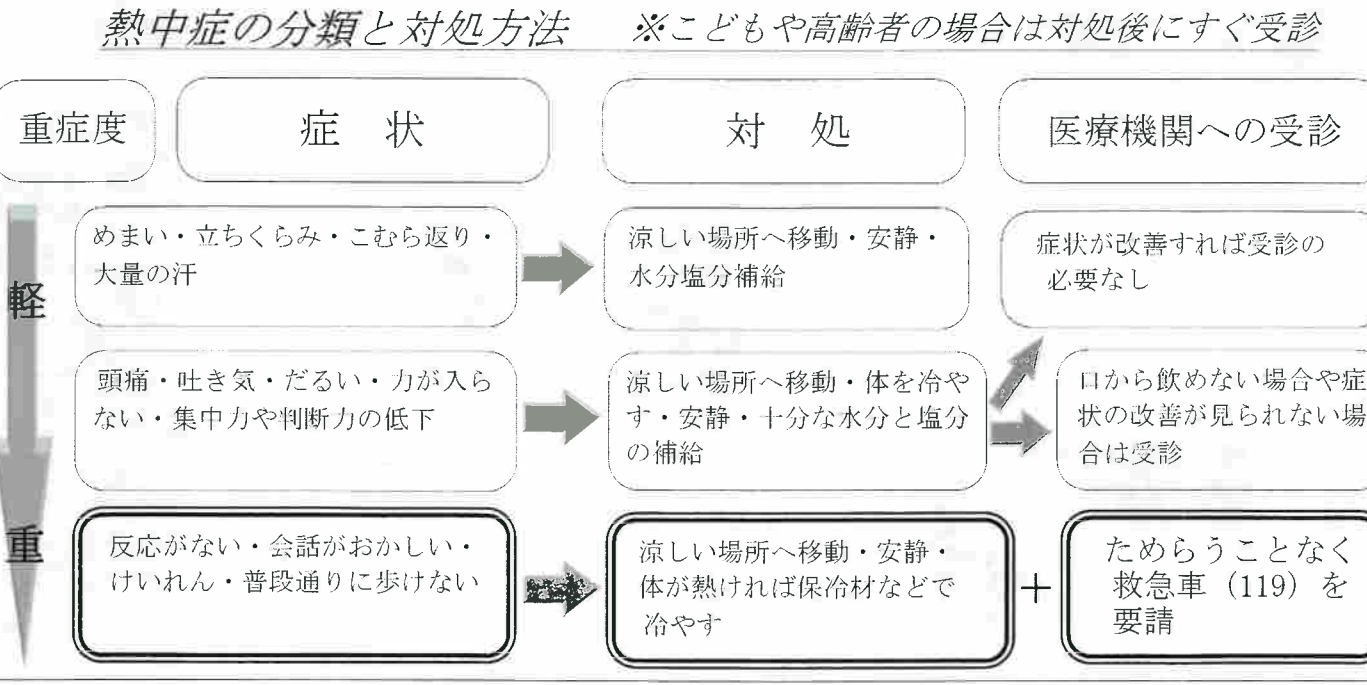 熱中症の分類と対処方法 ※こどもや高齢者の場合は対処後にすぐ受診
重症度
症 状
対 処
医療機関への受診
軽
めまい・立ちくらみ・こむら返り・
大量の汗
涼しい場所へ移動・安静・
水分塩分補給
症状が改善すれば受診の
必要なし
頭痛・吐き気・だるい・力が入ら
ない・集中力や判断力の低下
涼しい場所へ移動・体を冷や
す・安静・十分な水分と塩分
の補給
口から飲めない場合や症
状の改善が見られない場
合は受診
重
反応がない・会話がおかしい・
けいれん・普段通りに歩けない
涼しい場所へ移動・安静・
体が熱ければ保冷材などで
冷やす
+
ためらうことなく
救急車（119）を
要請